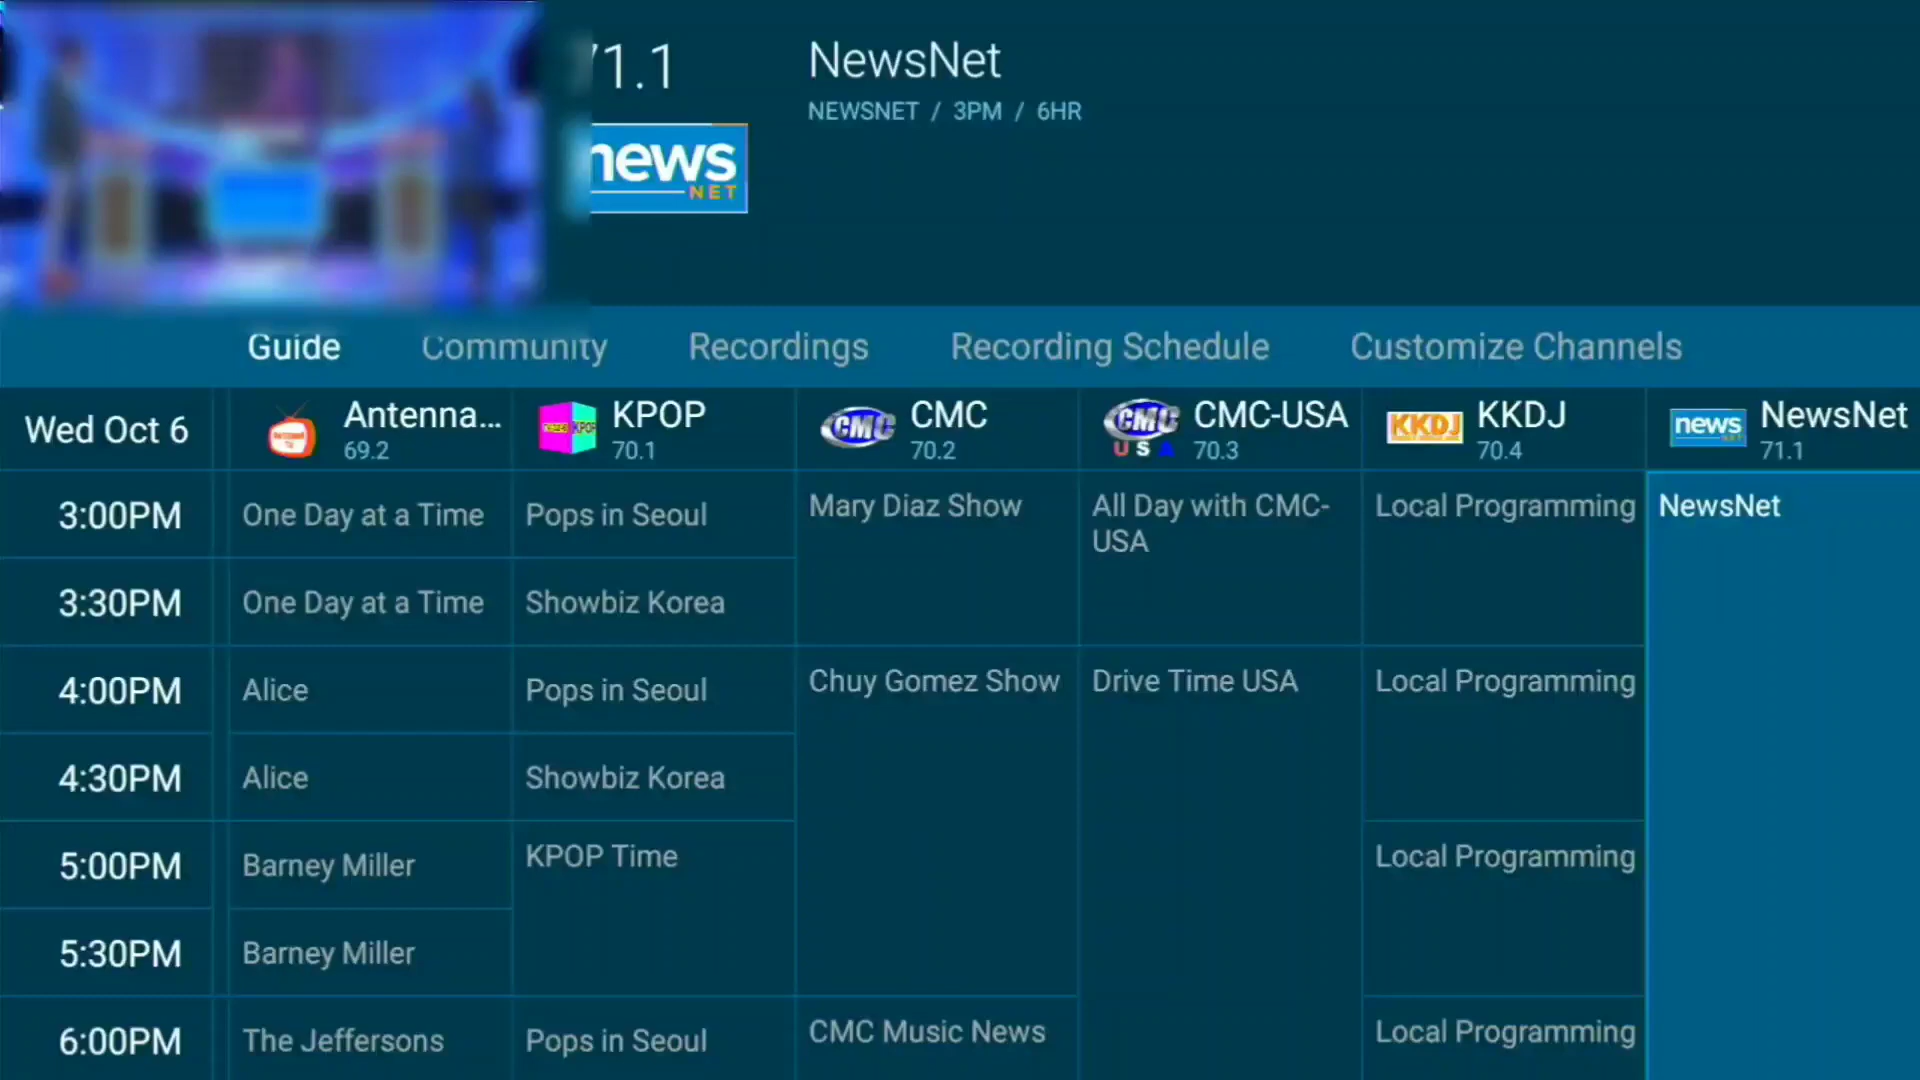 71.1
NewsNet
NEWSNET / 3PM / 6HR
news
NET
Guide
Community
Recordings
Recording Schedule
Customize Channels
Wed Oct 6
Antenna...
69.2
KPOP
70.1
CMC
CMC
70.2
CMC
USA
CMC-USA
70.3
KKDJ
KKDJ
70.4
news
NewsNet
71.1
3:00PM
One Day at a Time
Pops in Seoul
Mary Diaz Show
All Day with CMC-
USA
Local Programming
NewsNet
3:30PM
One Day at a Time
Showbiz Korea
4:00PM
Alice
Pops in Seoul
Chuy Gomez Show
Drive Time USA
Local Programming
4:30PM
Alice
Showbiz Korea
5:00PM
Barney Miller
KPOP Time
Local Programming
5:30PM
Barney Miller
6:00PM
The Jeffersons
Pops in Seoul
CMC Music News
Local Programming